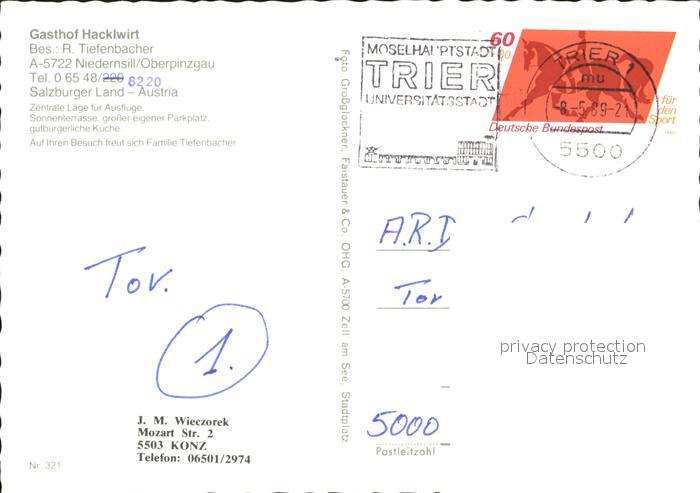 Gasthof Hacklwirt
Bes.: R. Tiefenbacher
A-5722 Niedernsill/Oberpinzgau
Tel. 0 65 48/220 8220
Salzburger Land – Austria
Zentrale Lage für Ausflüge,
Sonnenterrasse, großer eigener Parkplatz,
gutbürgerliche Küche.
Auf Ihren Besuch freut sich Familie Tiefenbacher
Tor.
1.
J. M. Wieczorek
Mozart Str. 2
5503 KONZ
Telefon: 06501/2974
Nr. 321
Foto Großglockner, Faistauer & Co. OHG, A-5700 Zell am See, Stadtplatz
MOSELHAUPTSTADT
TRIER
UNIVERSITÄTSSTADT
60
Deutsche Bundespost
für
den
Sport
TRIER 1
mu
-8.-5.89-21
5500
A.R.D
Tor
privacy protection
Datenschutz
5000
Postleitzahl